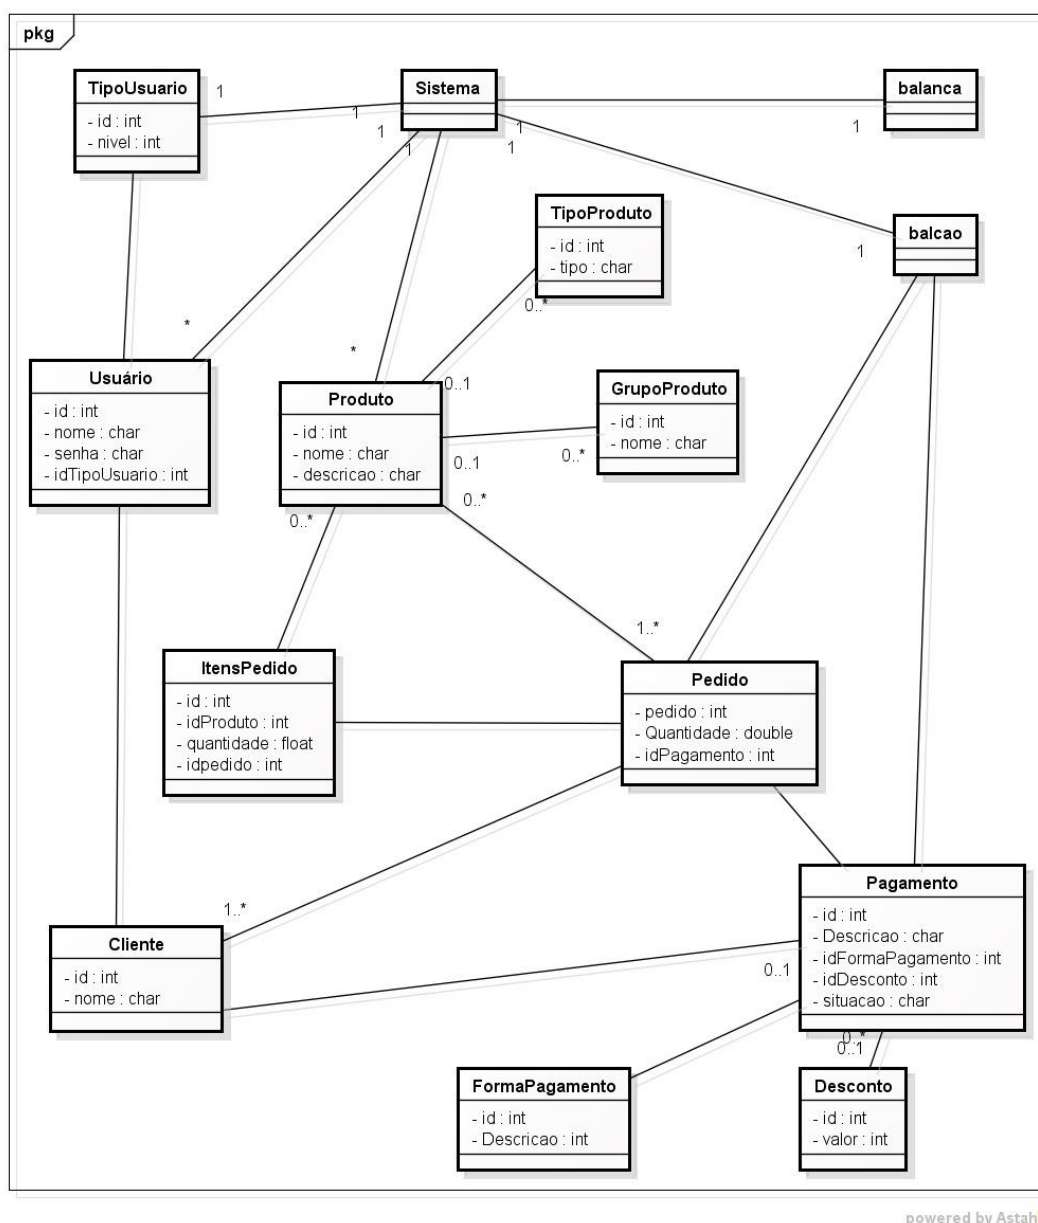 pkg
TipoUsuario
- id : int
- nivel : int
1
Sistema
1
1
1
1
1
balanca
1
balcao
1
TipoProduto
- id : int
- tipo : char
0..*
*
*
Usuário
- id : int
- nome : char
- senha : char
- idTipoUsuario : int
Produto
- id : int
- nome : char
- descricao : char
0..1
0..1
0..*
0..*
0..*
GrupoProduto
- id : int
- nome : char
1..*
ItensPedido
- id : int
- idProduto : int
- quantidade : float
- idpedido : int
Pedido
- pedido : int
- Quantidade : double
- idPagamento : int
1..*
Cliente
- id : int
- nome : char
Pagamento
- id : int
- Descricao : char
- idFormaPagamento : int
- idDesconto : int
- situacao : char
0..1
0..*
0..1
FormaPagamento
- id : int
- Descricao : int
Desconto
- id : int
- valor : int
powered by Astah